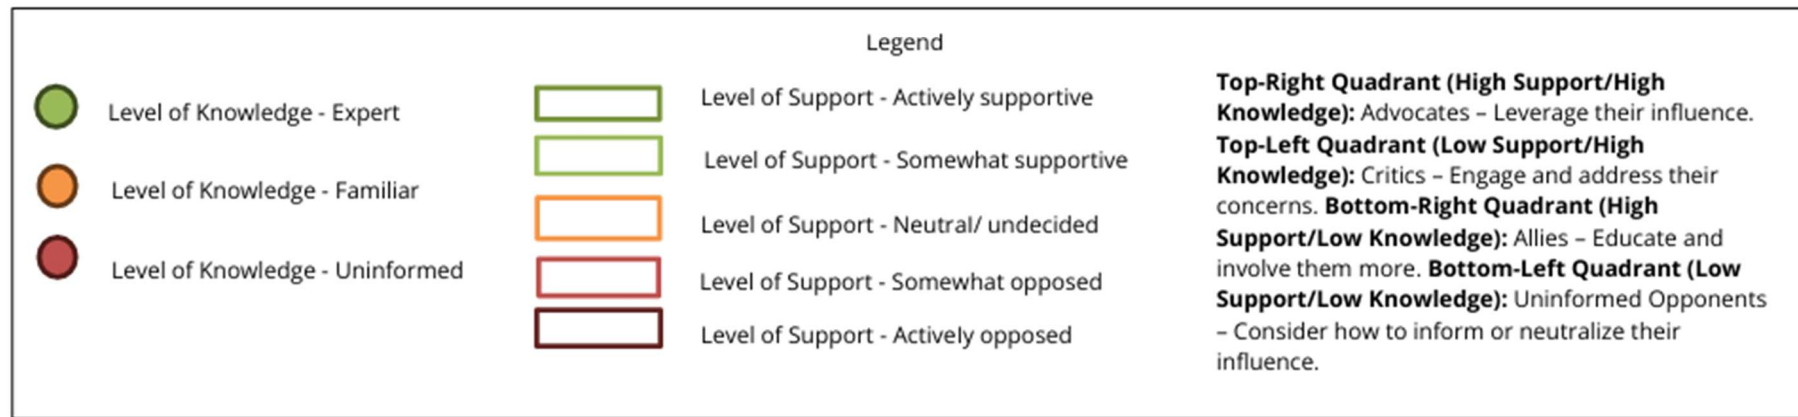 Legend
Level of Knowledge - Expert
Level of Knowledge - Familiar
Level of Knowledge - Uninformed
Level of Support - Actively supportive
Level of Support - Somewhat supportive
Level of Support - Neutral/ undecided
Level of Support - Somewhat opposed
Level of Support - Actively opposed
Top-Right Quadrant (High Support/High
Knowledge): Advocates – Leverage their influence.
Top-Left Quadrant (Low Support/High
Knowledge): Critics – Engage and address their
concerns. Bottom-Right Quadrant (High
Support/Low Knowledge): Allies – Educate and
involve them more. Bottom-Left Quadrant (Low
Support/Low Knowledge): Uninformed Opponents
– Consider how to inform or neutralize their
influence.